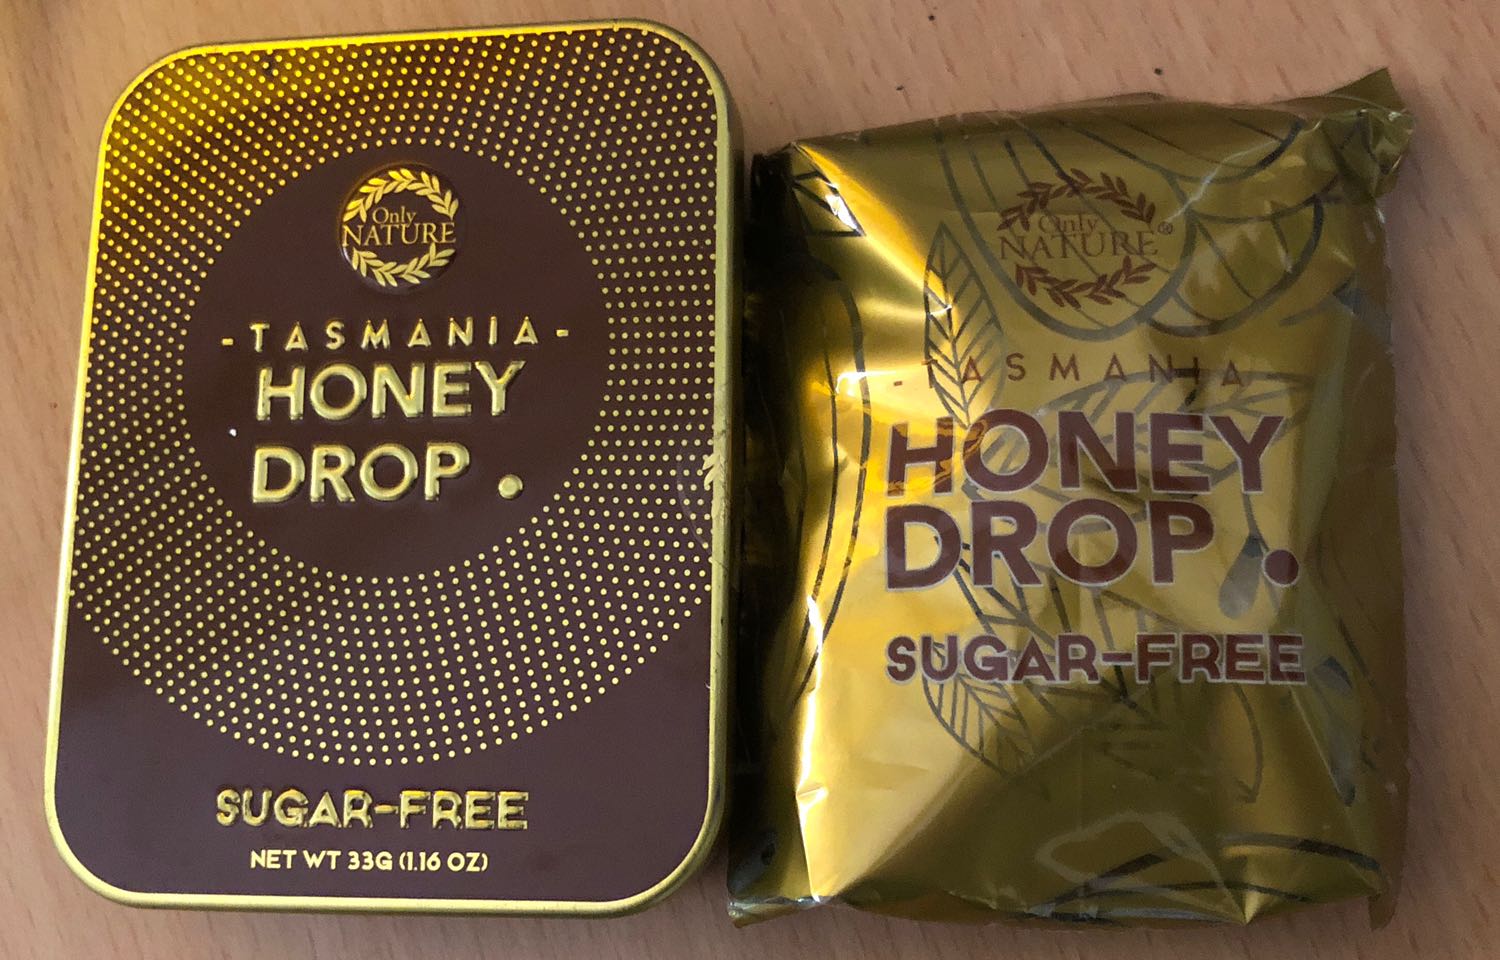 Only
NATURE
-TASMANIA-
HONEY
DROP.
SUGAR-FREE
NET WT 33G (1.16 OZ)
Only
NATURE®
-TASMANIA
HONEY
DROP.
SUGAR-FREE